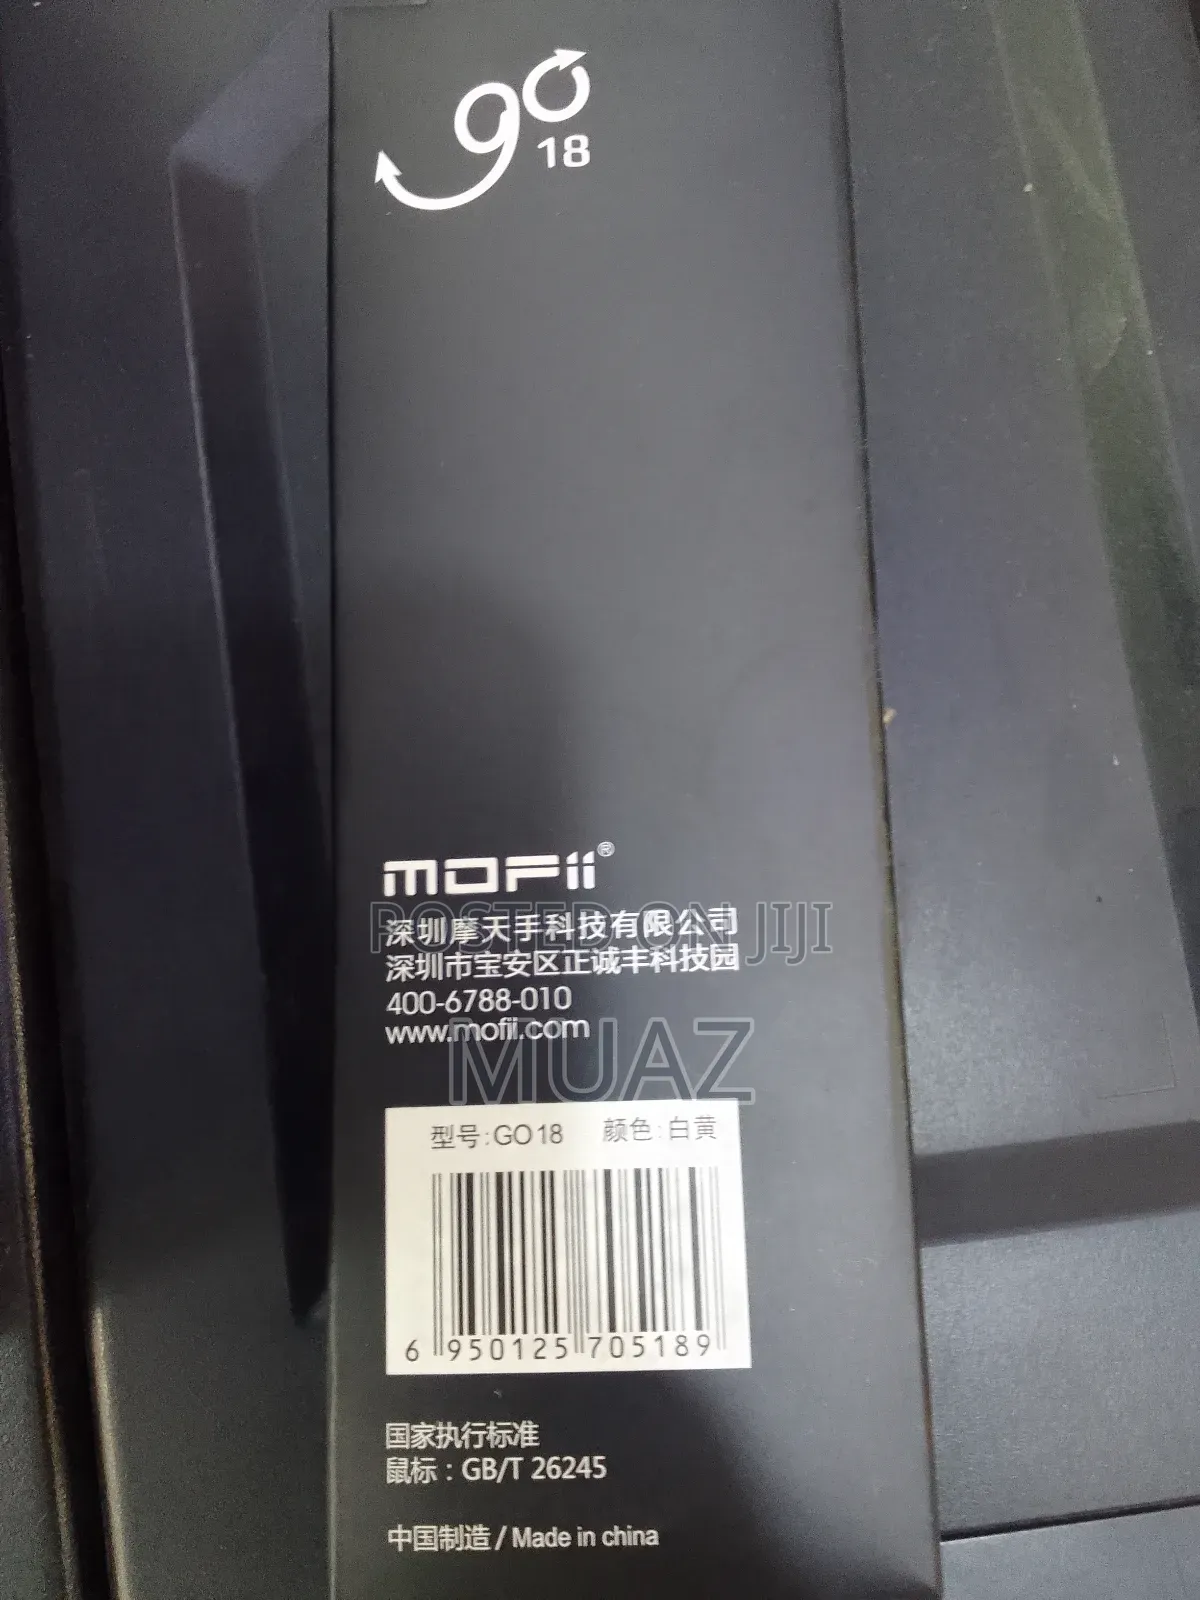 go
18
MOFii®
深圳摩天手科技有限公司
深圳市宝安区正诚丰科技园
400-6788-010
www.mofii.com
POSTED ON JIJI
MUAZ
型号:GO18 颜色:白黄
6 950125 705189
国家执行标准
鼠标：GB/T 26245
中国制造 / Made in china